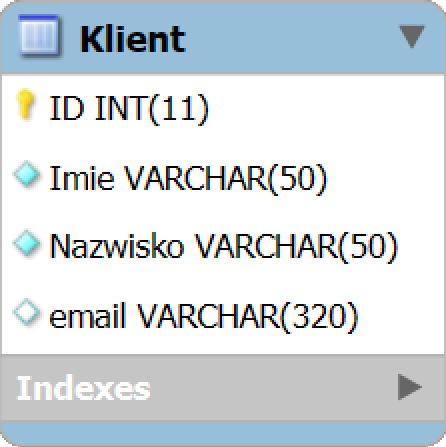 Klient
ID INT(11)
Imie VARCHAR(50)
Nazwisko VARCHAR(50)
email VARCHAR(320)
Indexes